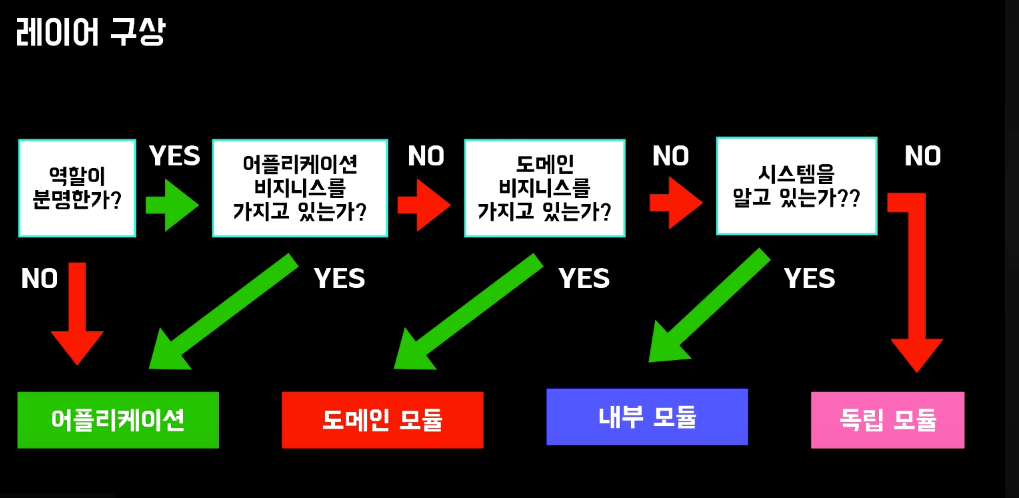 레이어 구상
역할이
분명한가?
YES
어플리케이션
비지니스를
가지고 있는가?
NO
도메인
비지니스를
가지고 있는가?
NO
시스템을
알고 있는가??
NO
NO
YES
YES
YES
어플리케이션
도메인 모듈
내부 모듈
독립 모듈